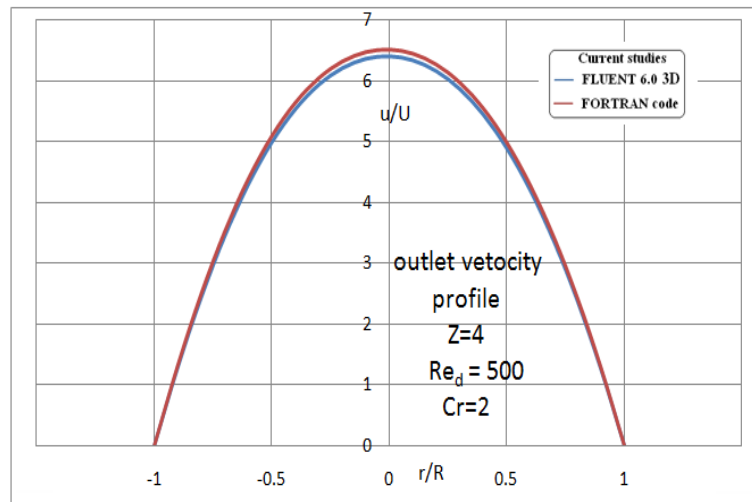 7
Current studies
FLUENT 6.0 3D
FORTRAN code
6
u/U
5
4
3
outlet vetocity
profile
2
Z=4
1
Red = 500
Cr=2
0
-1
-0.5
0
r/R
0.5
1